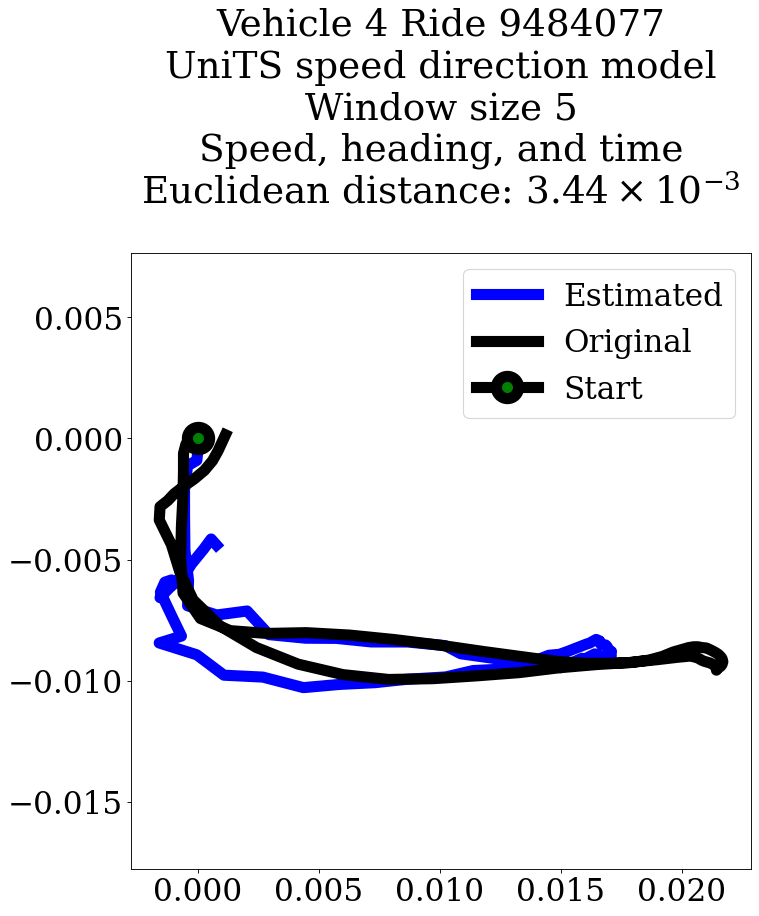 Vehicle 4 Ride 9484077
UniTS speed direction model
Window size 5
Speed, heading, and time
Euclidean distance: 3.44 × 10⁻³
Estimated
Original
Start
0.005
0.000
−0.005
−0.010
−0.015
0.000 0.005 0.010 0.015 0.020